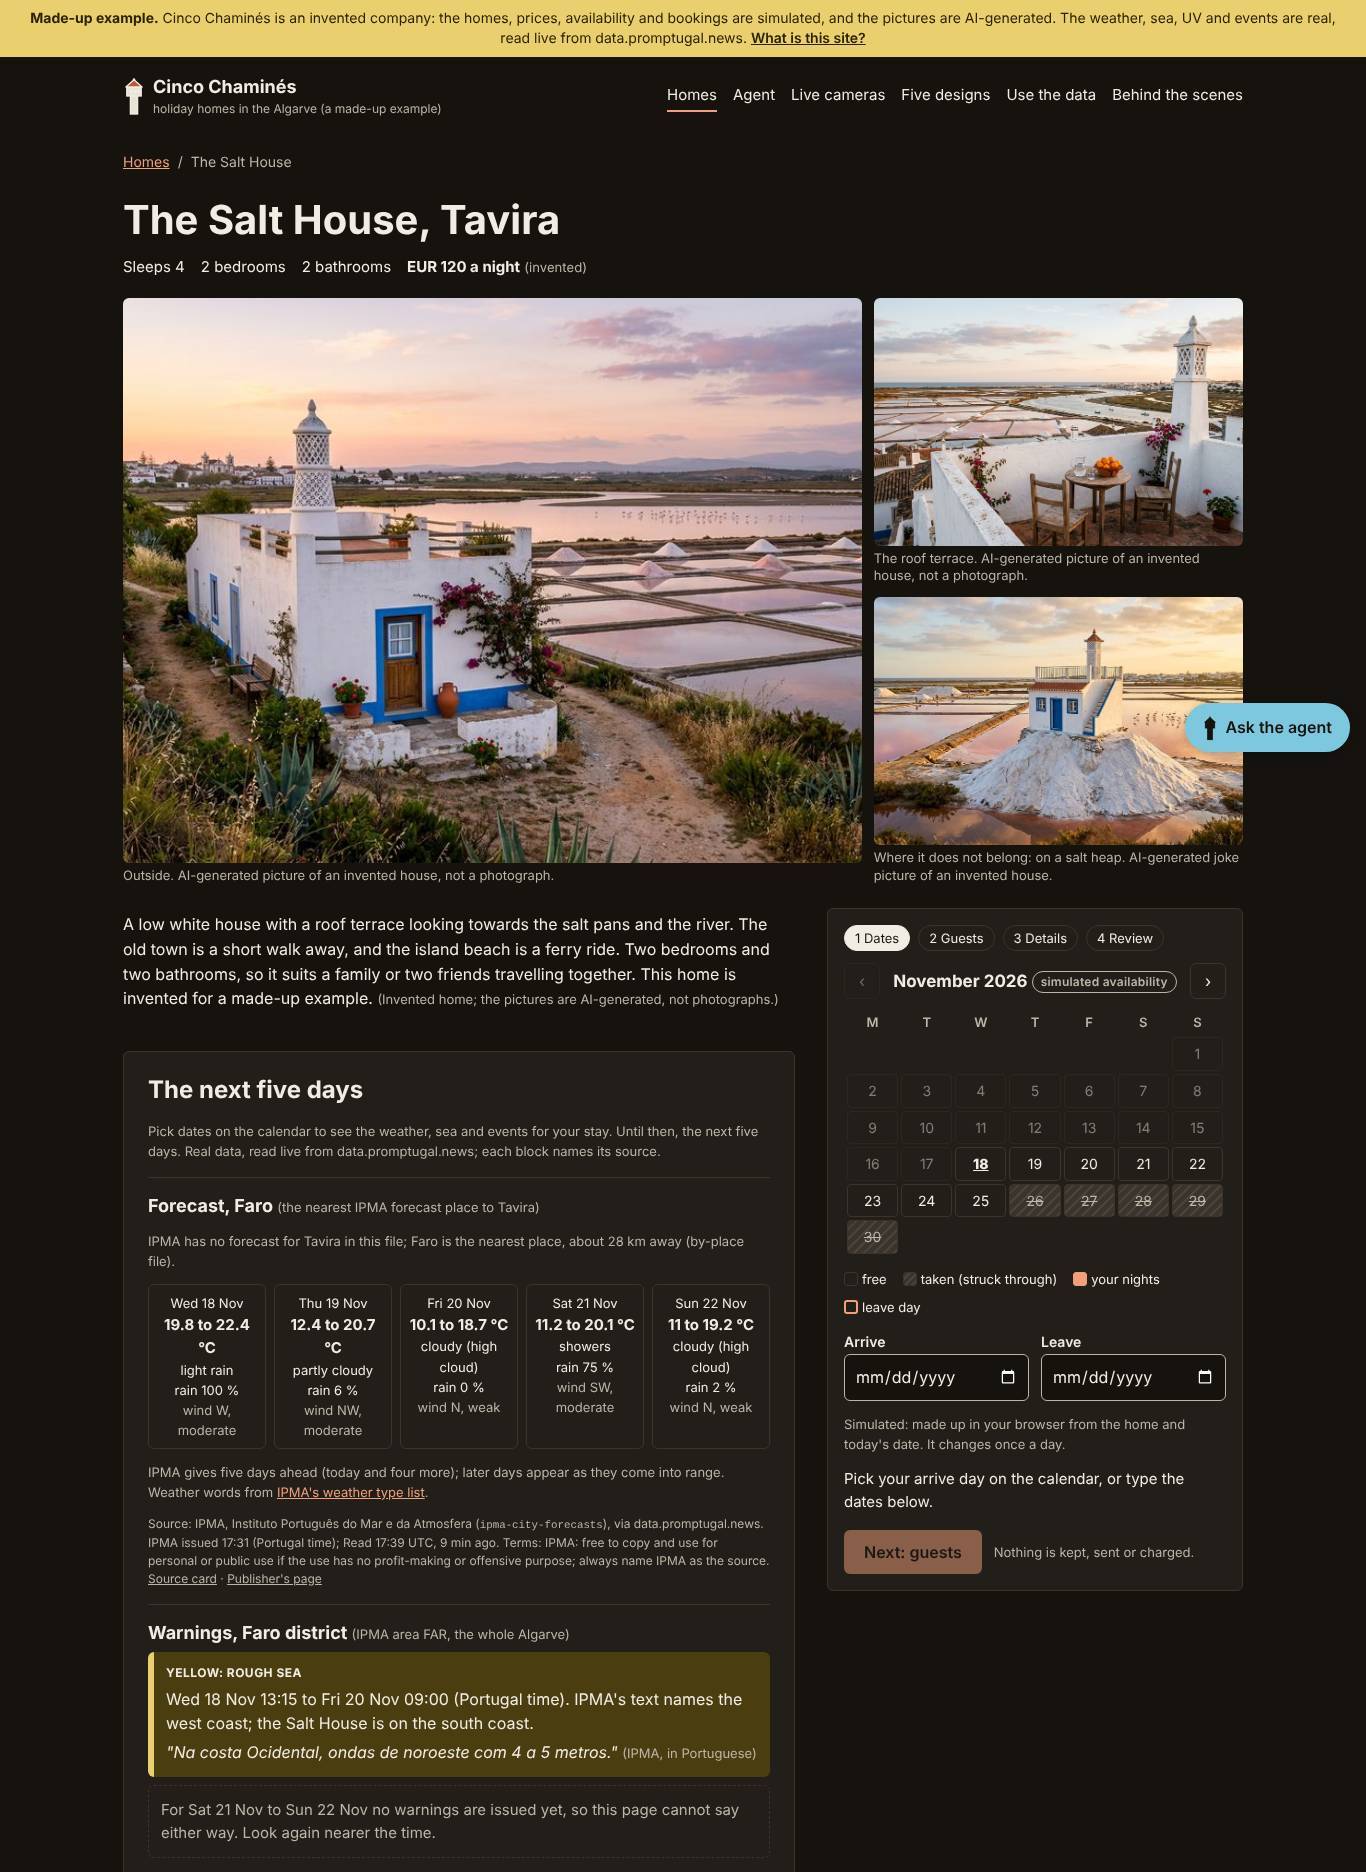 Made-up example. Cinco Chaminés is an invented company: the homes, prices, availability and bookings are simulated, and the pictures are AI-generated. The weather, sea, UV and events are real,
read live from data.promptugal.news. What is this site?
Cinco Chaminés
holiday homes in the Algarve (a made-up example)
Homes Agent Live cameras Five designs Use the data Behind the scenes
Homes / The Salt House
The Salt House, Tavira
Sleeps 4 2 bedrooms 2 bathrooms EUR 120 a night (invented)
The roof terrace. AI-generated picture of an invented
house, not a photograph.
Ask the agent
Where it does not belong: on a salt heap. AI-generated joke
picture of an invented house.
Outside. AI-generated picture of an invented house, not a photograph.
A low white house with a roof terrace looking towards the salt pans and the river. The
old town is a short walk away, and the island beach is a ferry ride. Two bedrooms and
two bathrooms, so it suits a family or two friends travelling together. This home is
invented for a made-up example. (Invented home; the pictures are AI-generated, not photographs.)
The next five days
Pick dates on the calendar to see the weather, sea and events for your stay. Until then, the next five
days. Real data, read live from data.promptugal.news; each block names its source.
Forecast, Faro (the nearest IPMA forecast place to Tavira)
IPMA has no forecast for Tavira in this file; Faro is the nearest place, about 28 km away (by-place
file).
Wed 18 Nov
19.8 to 22.4
°C
light rain
rain 100 %
wind W,
moderate
Thu 19 Nov
12.4 to 20.7
°C
partly cloudy
rain 6 %
wind NW,
moderate
Fri 20 Nov
10.1 to 18.7 °C
cloudy (high
cloud)
rain 0 %
wind N, weak
Sat 21 Nov
11.2 to 20.1 °C
showers
rain 75 %
wind SW,
moderate
Sun 22 Nov
11 to 19.2 °C
cloudy (high
cloud)
rain 2 %
wind N, weak
IPMA gives five days ahead (today and four more); later days appear as they come into range.
Weather words from IPMA's weather type list.
Source: IPMA, Instituto Português do Mar e da Atmosfera (ipma-city-forecasts), via data.promptugal.news.
IPMA issued 17:31 (Portugal time); Read 17:39 UTC, 9 min ago. Terms: IPMA: free to copy and use for
personal or public use if the use has no profit-making or offensive purpose; always name IPMA as the source.
Source card · Publisher's page
Warnings, Faro district (IPMA area FAR, the whole Algarve)
YELLOW: ROUGH SEA
Wed 18 Nov 13:15 to Fri 20 Nov 09:00 (Portugal time). IPMA's text names the
west coast; the Salt House is on the south coast.
"Na costa Ocidental, ondas de noroeste com 4 a 5 metros." (IPMA, in Portuguese)
For Sat 21 Nov to Sun 22 Nov no warnings are issued yet, so this page cannot say
either way. Look again nearer the time.
1 Dates 2 Guests 3 Details 4 Review
‹ November 2026 simulated availability ›
M T W T F S S
1
2 3 4 5 6 7 8
9 10 11 12 13 14 15
16 17 18 19 20 21 22
23 24 25 26 27 28 29
30
free taken (struck through) your nights
leave day
Arrive Leave
mm/dd/yyyy mm/dd/yyyy
Simulated: made up in your browser from the home and
today's date. It changes once a day.
Pick your arrive day on the calendar, or type the
dates below.
Next: guests Nothing is kept, sent or charged.